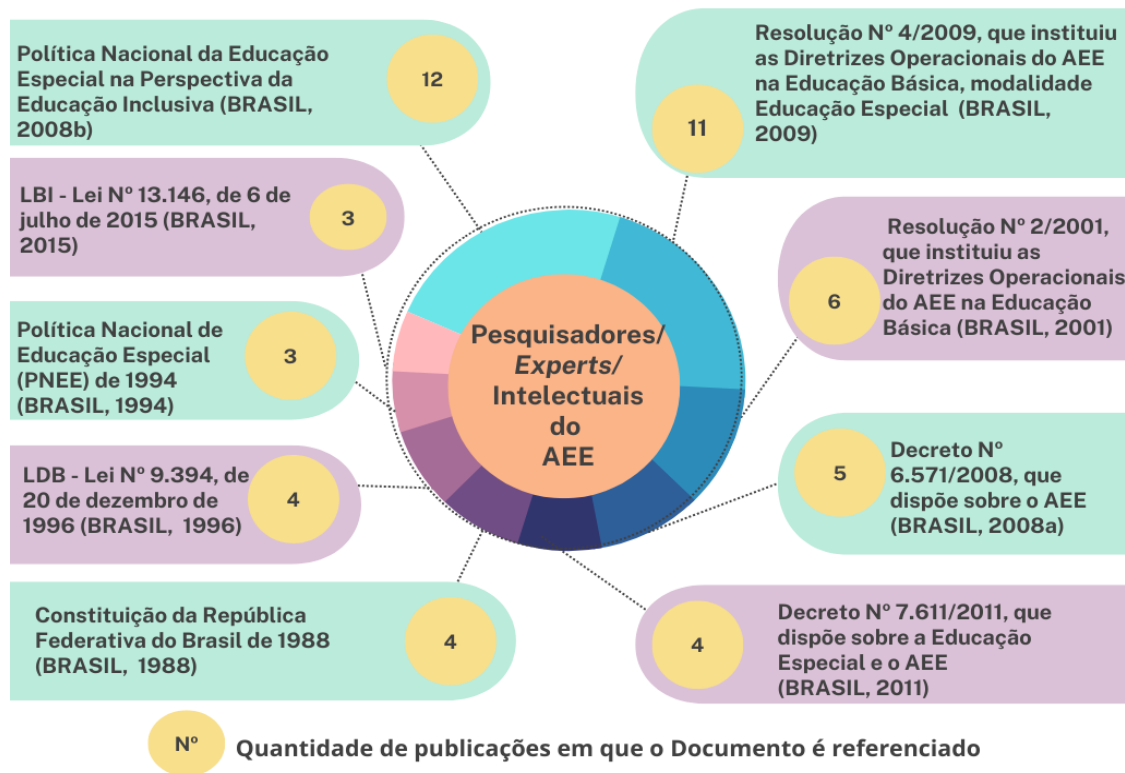 Política Nacional da Educação
Especial na Perspectiva da
Educação Inclusiva (BRASIL,
2008b)
12
Resolução Nº 4/2009, que instituiu
as Diretrizes Operacionais do AEE
na Educação Básica, modalidade
Educação Especial (BRASIL,
2009)
11
LBI - Lei Nº 13.146, de 6 de
julho de 2015 (BRASIL,
2015)
3
Resolução Nº 2/2001,
que instituiu as
Diretrizes Operacionais
do AEE na Educação
Básica (BRASIL, 2001)
6
Política Nacional de
Educação Especial
(PNEE) de 1994
(BRASIL, 1994)
3
Pesquisadores/
Experts/
Intelectuais
do
AEE
LDB - Lei Nº 9.394, de
20 de dezembro de
1996 (BRASIL, 1996)
4
Decreto Nº
6.571/2008, que
dispõe sobre o AEE
(BRASIL, 2008a)
5
Constituição da República
Federativa do Brasil de 1988
(BRASIL, 1988)
4
Decreto Nº 7.611/2011, que
dispõe sobre a Educação
Especial e o AEE
(BRASIL, 2011)
4
Nº
Quantidade de publicações em que o Documento é referenciado